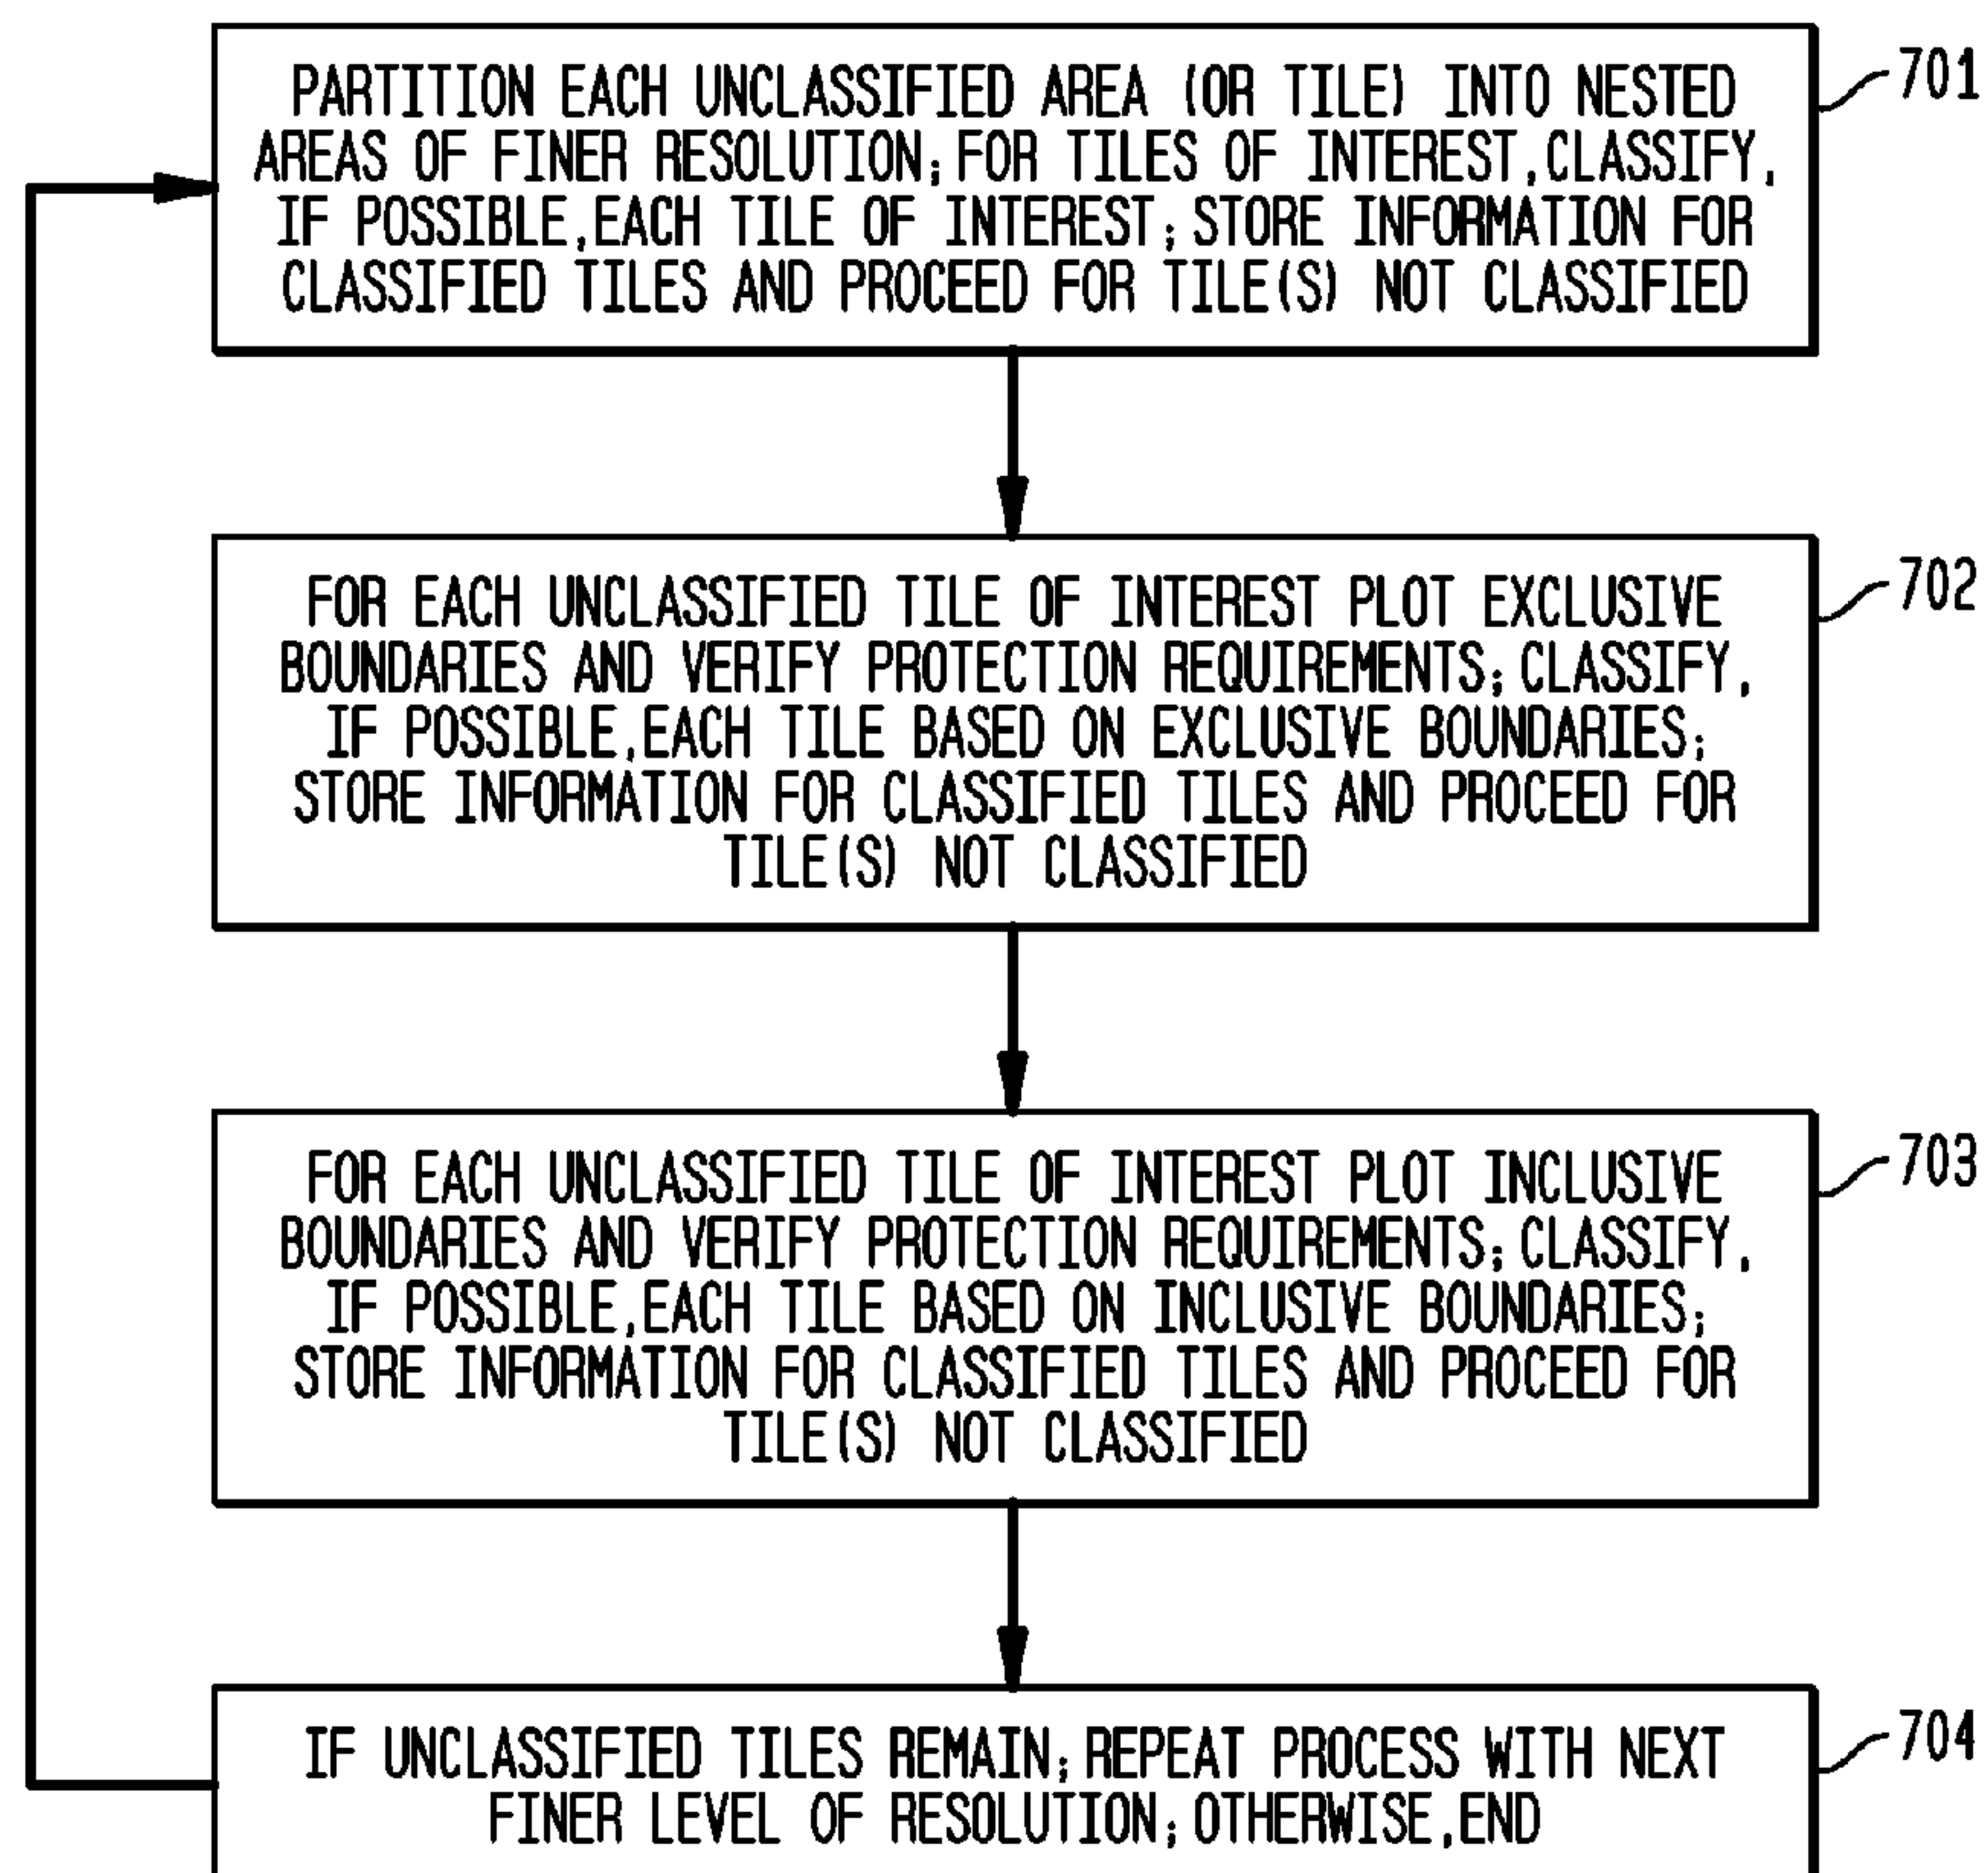 PARTITION EACH UNCLASSIFIED AREA (OR TILE) INTO NESTED
AREAS OF FINER RESOLUTION; FOR TILES OF INTEREST, CLASSIFY,
IF POSSIBLE, EACH TILE OF INTEREST; STORE INFORMATION FOR
CLASSIFIED TILES AND PROCEED FOR TILE(S) NOT CLASSIFIED
701
FOR EACH UNCLASSIFIED TILE OF INTEREST PLOT EXCLUSIVE
BOUNDARIES AND VERIFY PROTECTION REQUIREMENTS; CLASSIFY,
IF POSSIBLE, EACH TILE BASED ON EXCLUSIVE BOUNDARIES;
STORE INFORMATION FOR CLASSIFIED TILES AND PROCEED FOR
TILE(S) NOT CLASSIFIED
702
FOR EACH UNCLASSIFIED TILE OF INTEREST PLOT INCLUSIVE
BOUNDARIES AND VERIFY PROTECTION REQUIREMENTS; CLASSIFY,
IF POSSIBLE, EACH TILE BASED ON INCLUSIVE BOUNDARIES;
STORE INFORMATION FOR CLASSIFIED TILES AND PROCEED FOR
TILE(S) NOT CLASSIFIED
703
IF UNCLASSIFIED TILES REMAIN; REPEAT PROCESS WITH NEXT
FINER LEVEL OF RESOLUTION; OTHERWISE, END
704